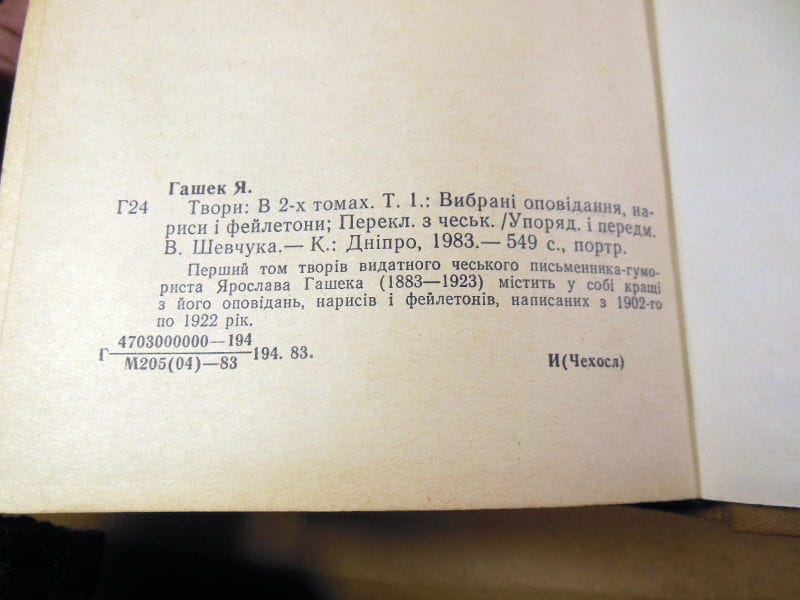 Гашек Я.
Г24 Твори: В 2-х томах. Т. 1.: Вибрані оповідання, на-
риси і фейлетони; Перекл. з чеськ. /Упоряд. і передм.
В. Шевчука.— К.: Дніпро, 1983.— 549 с., портр.
Перший том творів видатного чеського письменника-гумо-
риста Ярослава Гашека (1883—1923) містить у собі кращі
з його оповідань, нарисів і фейлетонів, написаних з 1902-го
по 1922 рік.
4703000000—194
Г М205(04)—83 194. 83.
И(Чехосл)